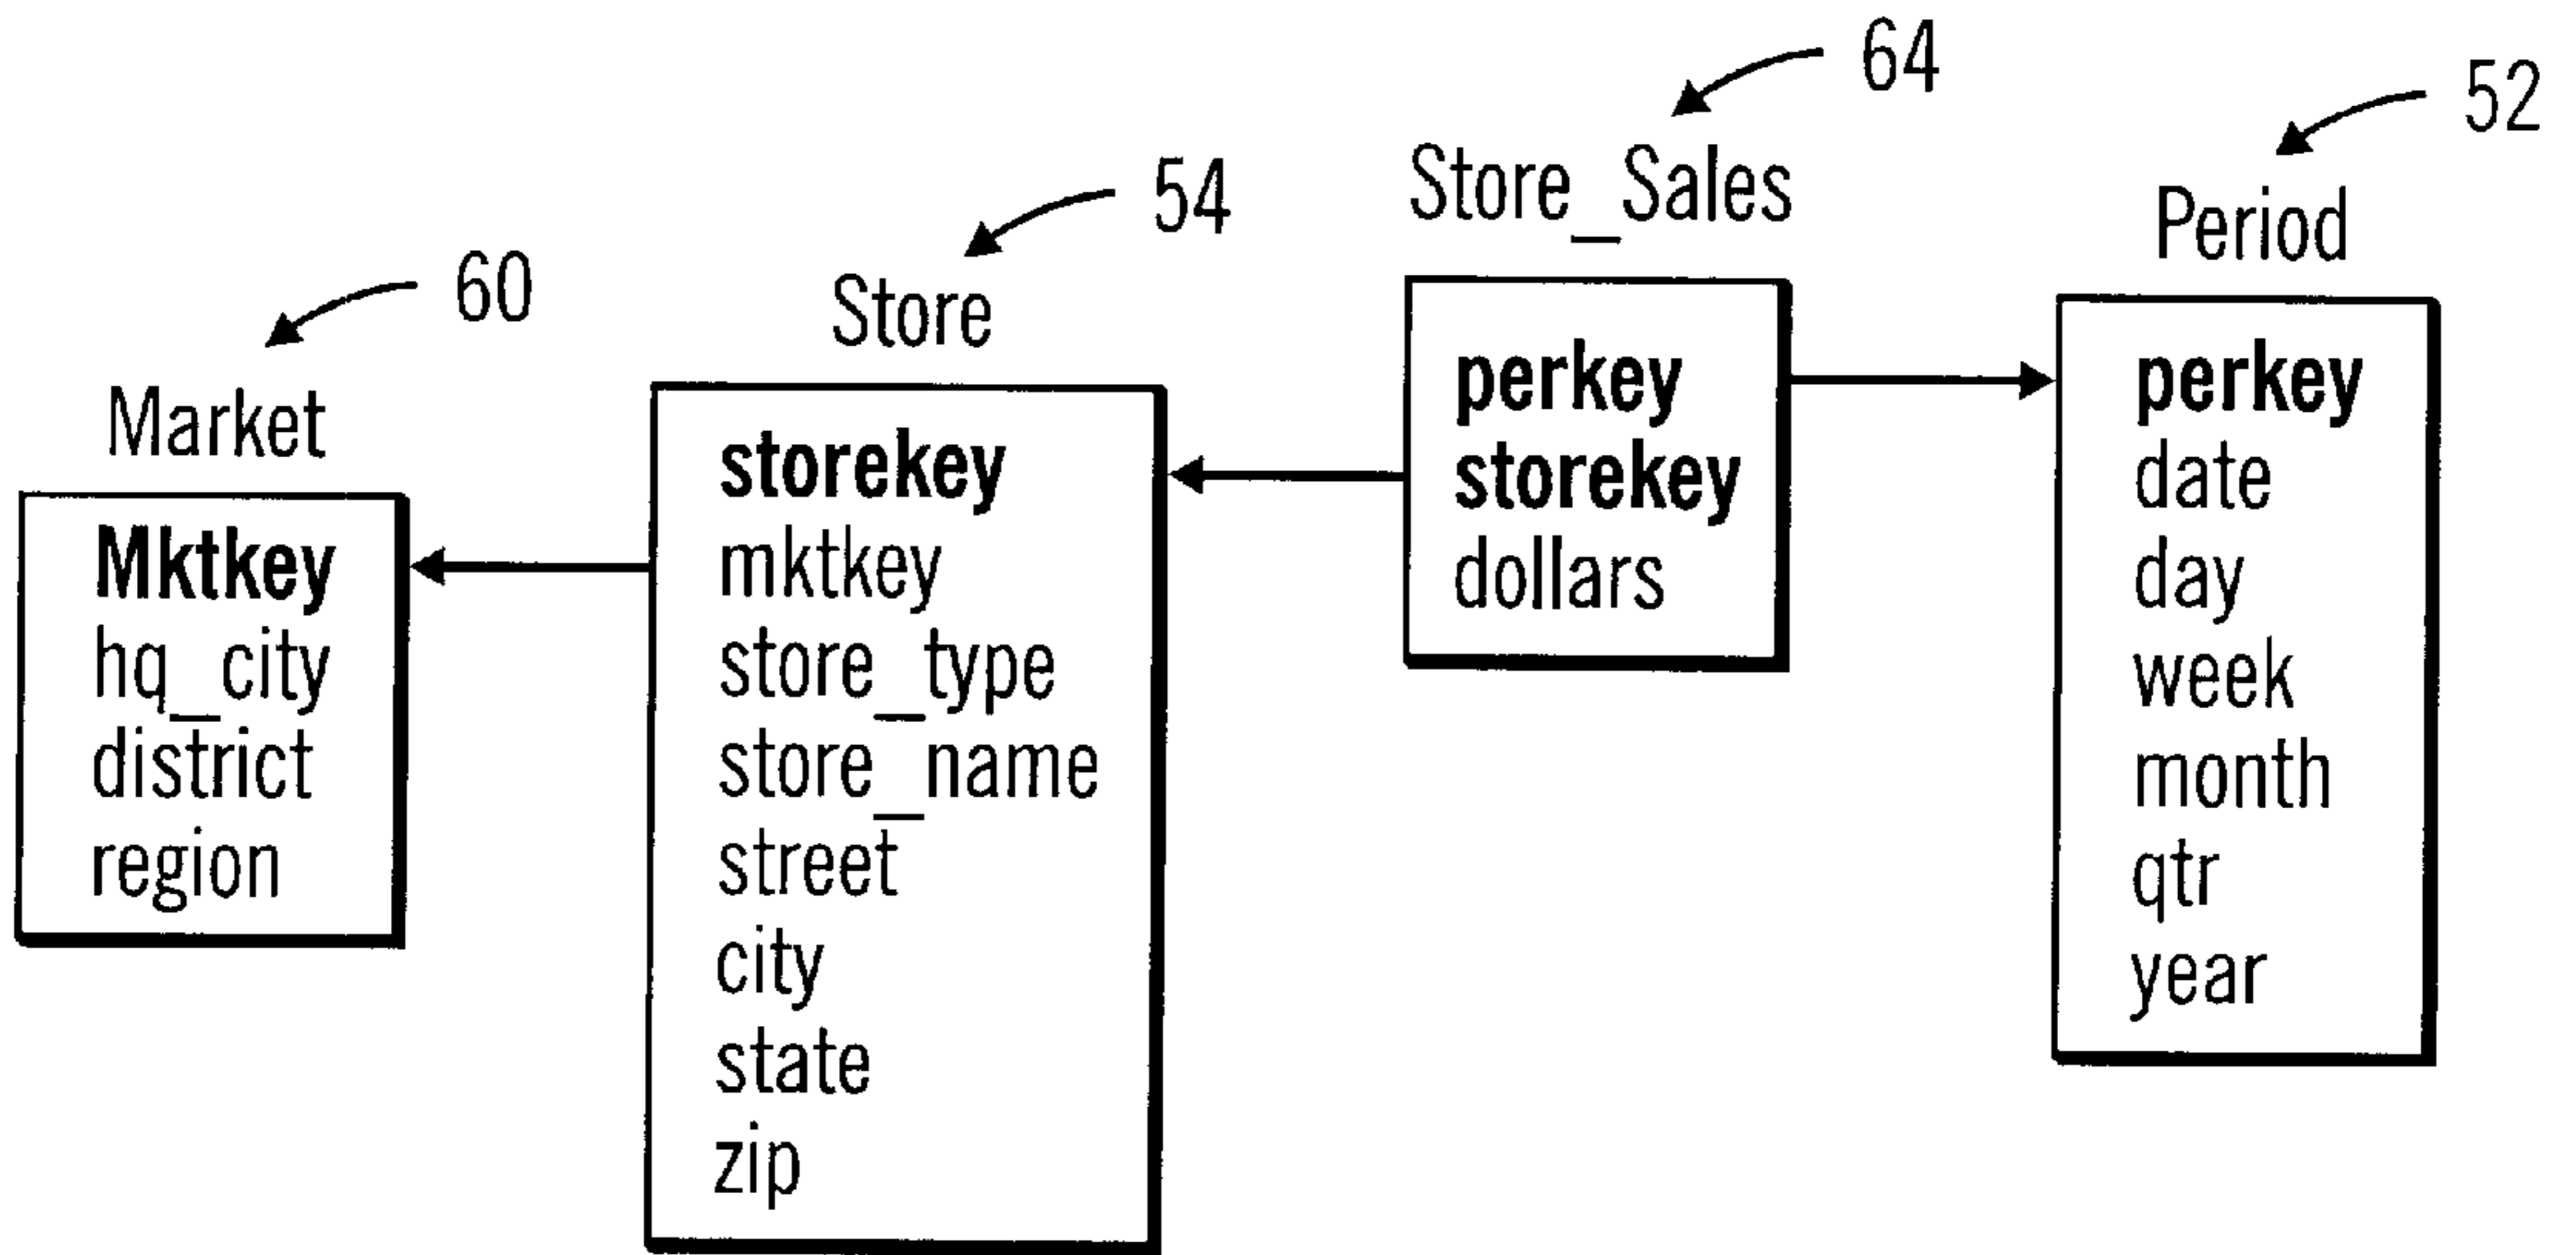 60
Market
Mktkey
hq_city
district
region
54
Store
storekey
mktkey
store_type
store_name
street
city
state
zip
64
Store_Sales
perkey
storekey
dollars
52
Period
perkey
date
day
week
month
qtr
year